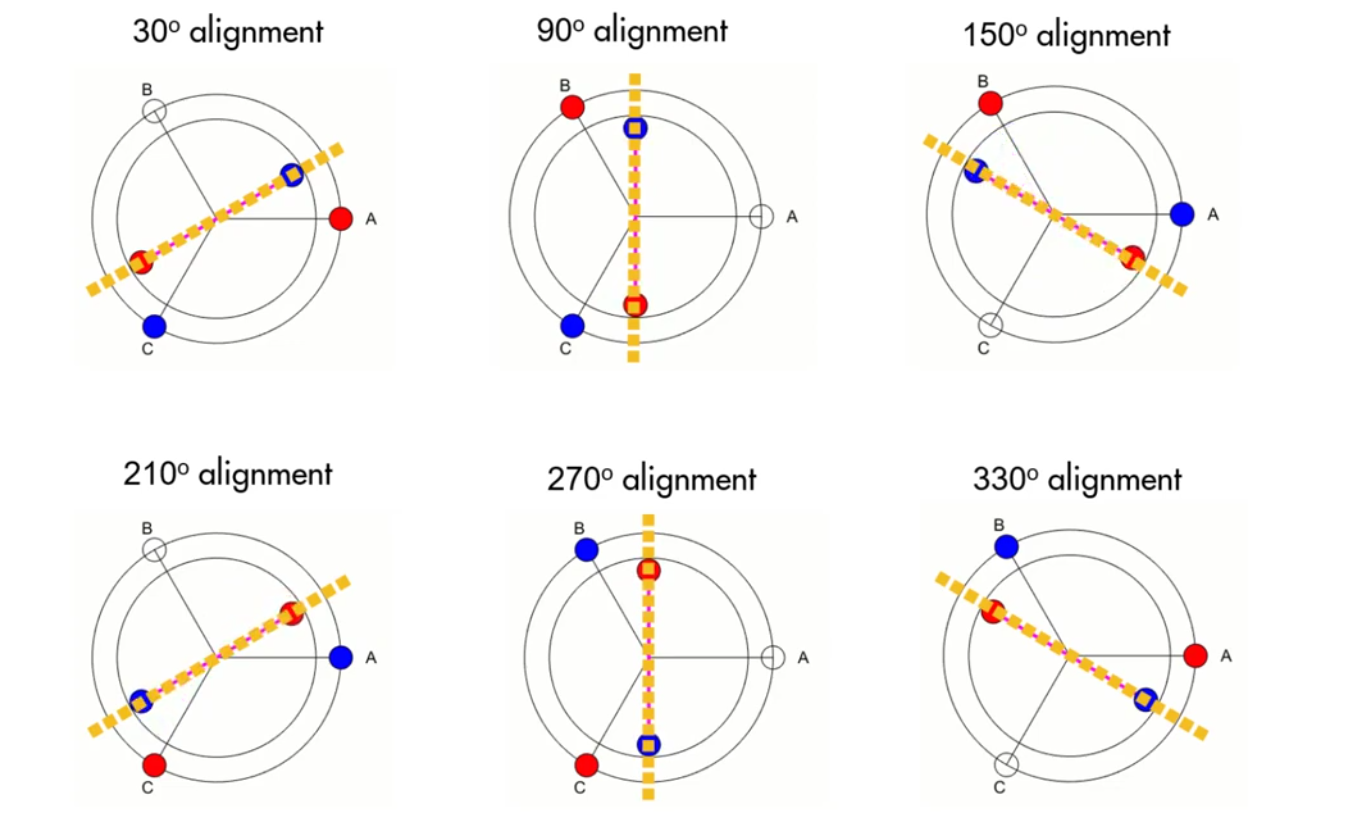 30º alignment
90º alignment
150º alignment
B
A
C
B
A
C
B
A
C
210º alignment
270º alignment
330º alignment
B
A
C
B
A
C
B
A
C